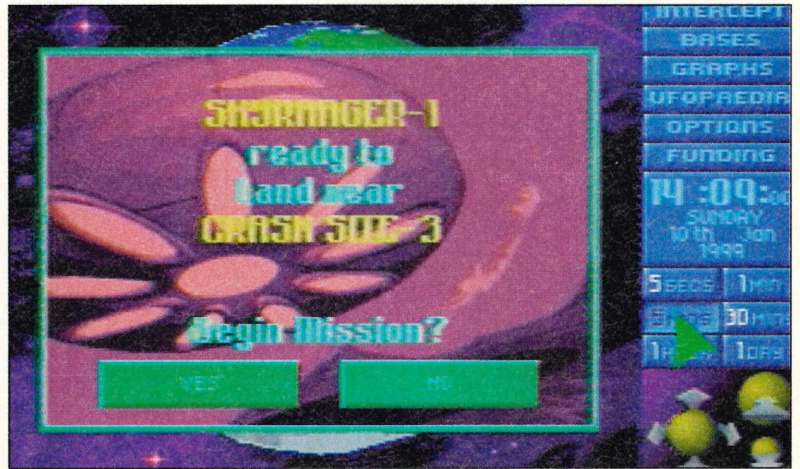 SKYRANGER-1
ready to
land near
CRASH SITE-3
Begin Mission?
YES
NO
INTERCEPT
BASES
GRAPHS
UFOPAEDIA
OPTIONS
FUNDING
14:09:
SUNDAY
10th Jan
1999
5 SECS
1 MIN
30 MINS
1 DAY